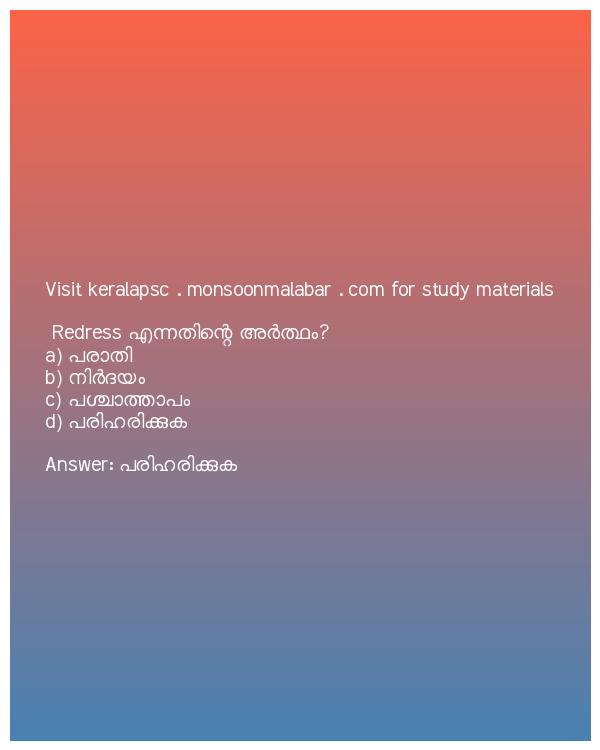 Visit keralapsc . monsoonmalabar . com for study materials
Redress എന്നതിന്റെ അർത്ഥം?
a) പരാതി
b) നിർദയം
c) പശ്ചാത്താപം
d) പരിഹരിക്കുക
Answer: പരിഹരിക്കുക